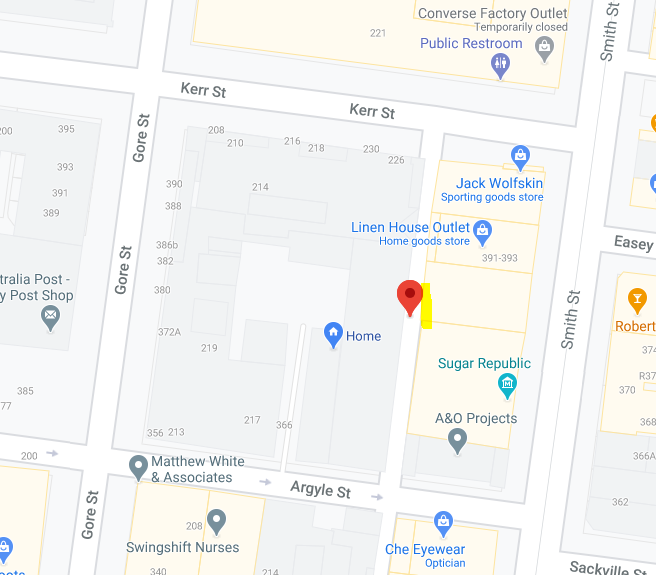 Converse Factory Outlet
Temporarily closed
221
Public Restroom
Smith St
Kerr St
Kerr St
Gore St
200
395
208
210
216
218
230
226
393
391
389
390
388
214
Jack Wolfskin
Sporting goods store
Linen House Outlet
Home goods store
391-393
Easey
386b
382
380
Gore St
tralia Post -
y Post Shop
Smith St
Robert
372A
219
Home
374
Sugar Republic
R37
370
385
377
A&O Projects
368
217
366
356
213
366A
200
Matthew White
& Associates
Argyle St
362
Gore St
208
Swingshift Nurses
Che Eyewear
Optician
340
214
Sackville St